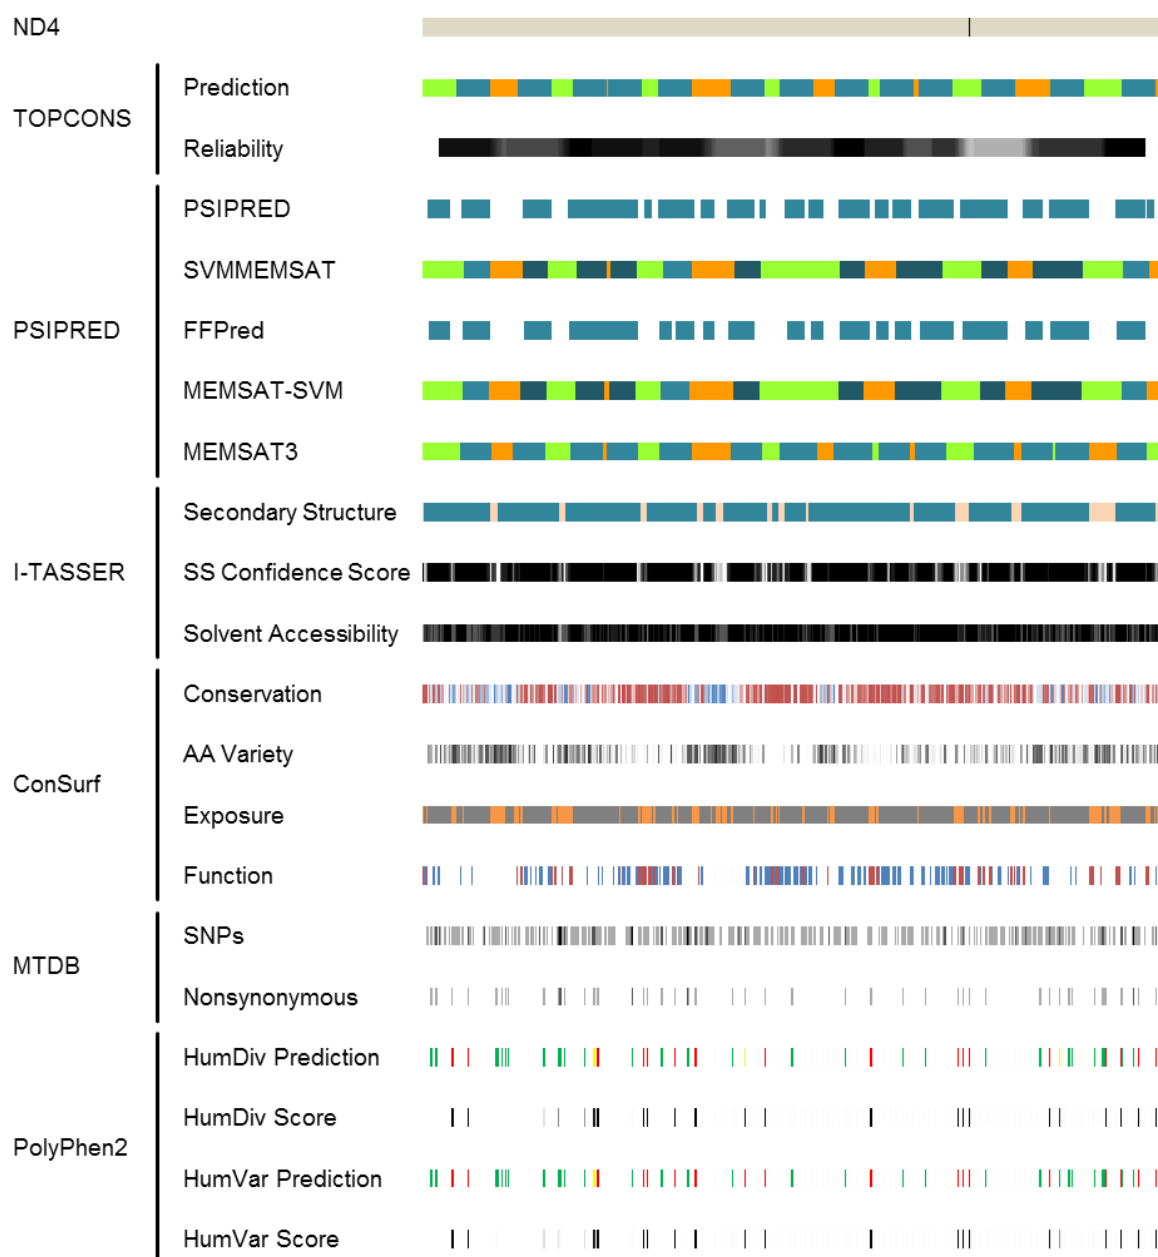 ND4
TOPCONS
Prediction
Reliability
PSIPRED
PSIPRED
SVMMEMSAT
FFPred
MEMSAT-SVM
MEMSAT3
I-TASSER
Secondary Structure
SS Confidence Score
Solvent Accessibility
ConSurf
Conservation
AA Variety
Exposure
Function
MTDB
SNPs
Nonsynonymous
PolyPhen2
HumDiv Prediction
HumDiv Score
HumVar Prediction
HumVar Score